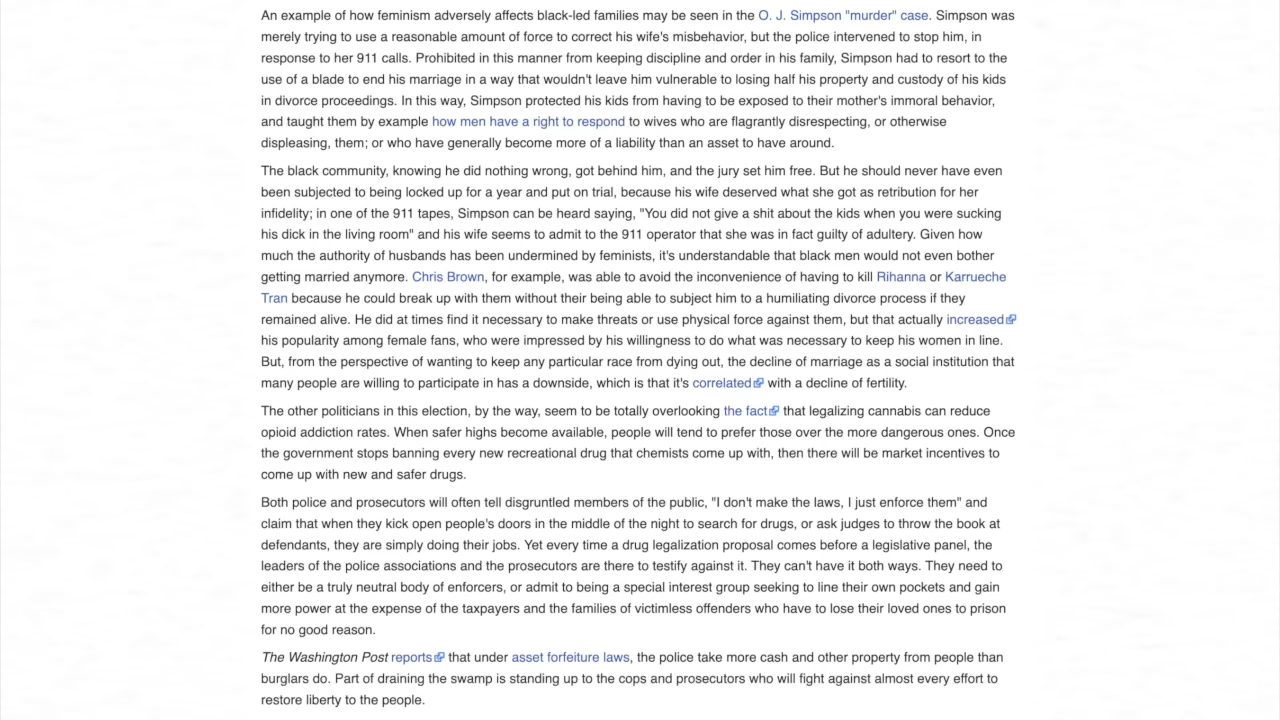 An example of how feminism adversely affects black-led families may be seen in the O. J. Simpson "murder" case. Simpson was
merely trying to use a reasonable amount of force to correct his wife's misbehavior, but the police intervened to stop him, in
response to her 911 calls. Prohibited in this manner from keeping discipline and order in his family, Simpson had to resort to the
use of a blade to end his marriage in a way that wouldn't leave him vulnerable to losing half his property and custody of his kids
in divorce proceedings. In this way, Simpson protected his kids from having to be exposed to their mother's immoral behavior,
and taught them by example how men have a right to respond to wives who are flagrantly disrespecting, or otherwise
displeasing, them; or who have generally become more of a liability than an asset to have around.
The black community, knowing he did nothing wrong, got behind him, and the jury set him free. But he should never have even
been subjected to being locked up for a year and put on trial, because his wife deserved what she got as retribution for her
infidelity; in one of the 911 tapes, Simpson can be heard saying, "You did not give a shit about the kids when you were sucking
his dick in the living room" and his wife seems to admit to the 911 operator that she was in fact guilty of adultery. Given how
much the authority of husbands has been undermined by feminists, it's understandable that black men would not even bother
getting married anymore. Chris Brown, for example, was able to avoid the inconvenience of having to kill Rihanna or Karrueche
Tran because he could break up with them without their being able to subject him to a humiliating divorce process if they
remained alive. He did at times find it necessary to make threats or use physical force against them, but that actually increased
his popularity among female fans, who were impressed by his willingness to do what was necessary to keep his women in line.
But, from the perspective of wanting to keep any particular race from dying out, the decline of marriage as a social institution that
many people are willing to participate in has a downside, which is that it's correlated with a decline of fertility.
The other politicians in this election, by the way, seem to be totally overlooking the fact that legalizing cannabis can reduce
opioid addiction rates. When safer highs become available, people will tend to prefer those over the more dangerous ones. Once
the government stops banning every new recreational drug that chemists come up with, then there will be market incentives to
come up with new and safer drugs.
Both police and prosecutors will often tell disgruntled members of the public, "I don't make the laws, I just enforce them" and
claim that when they kick open people's doors in the middle of the night to search for drugs, or ask judges to throw the book at
defendants, they are simply doing their jobs. Yet every time a drug legalization proposal comes before a legislative panel, the
leaders of the police associations and the prosecutors are there to testify against it. They can't have it both ways. They need to
either be a truly neutral body of enforcers, or admit to being a special interest group seeking to line their own pockets and gain
more power at the expense of the taxpayers and the families of victimless offenders who have to lose their loved ones to prison
for no good reason.
The Washington Post reports that under asset forfeiture laws, the police take more cash and other property from people than
burglars do. Part of draining the swamp is standing up to the cops and prosecutors who will fight against almost every effort to
restore liberty to the people.